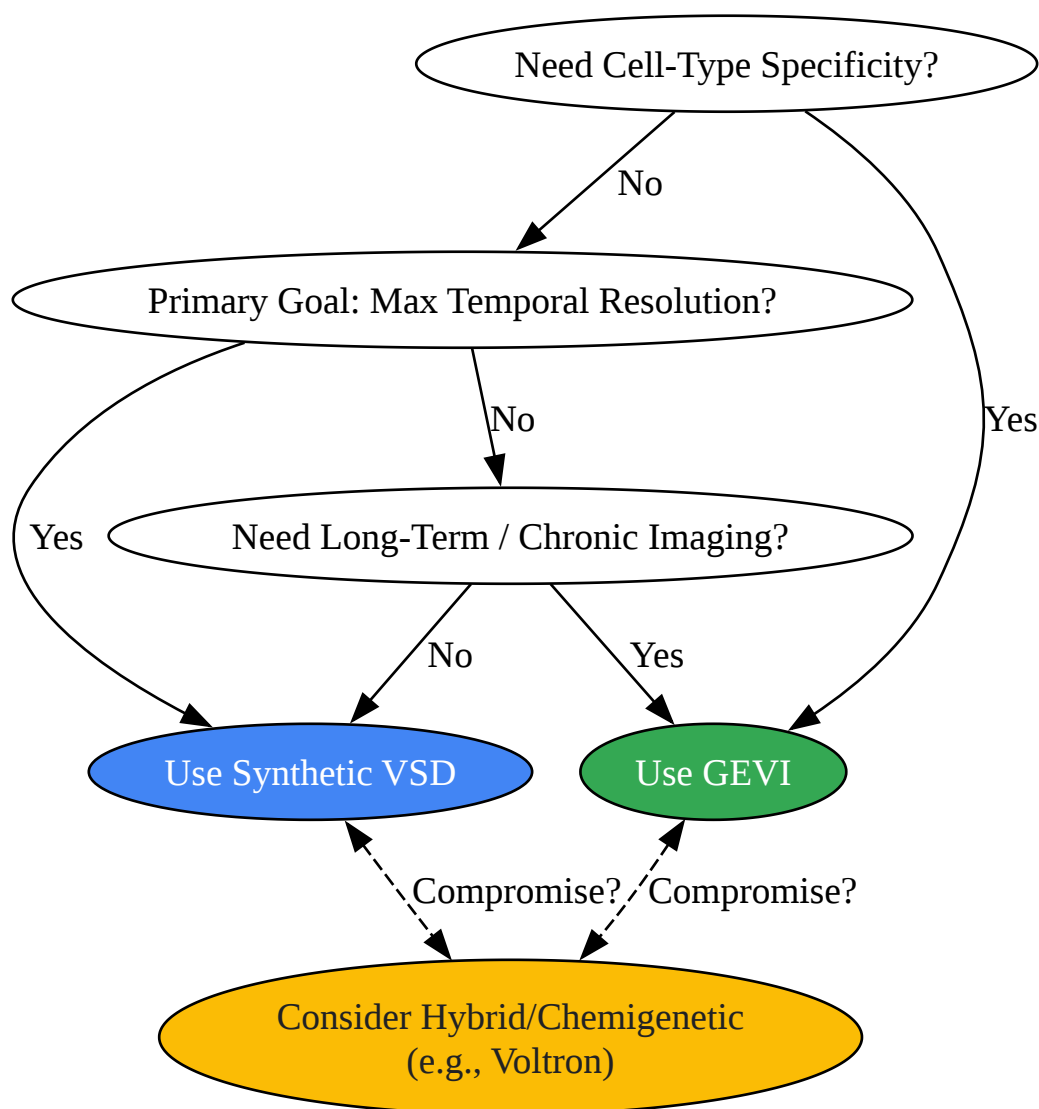 Need Cell-Type Specificity?
No
Primary Goal: Max Temporal Resolution?
No
Yes
Yes
Need Long-Term / Chronic Imaging?
No
Yes
Use Synthetic VSD
Use GEVI
Compromise?
Compromise?
Consider Hybrid/Chemigenetic
(e.g., Voltron)